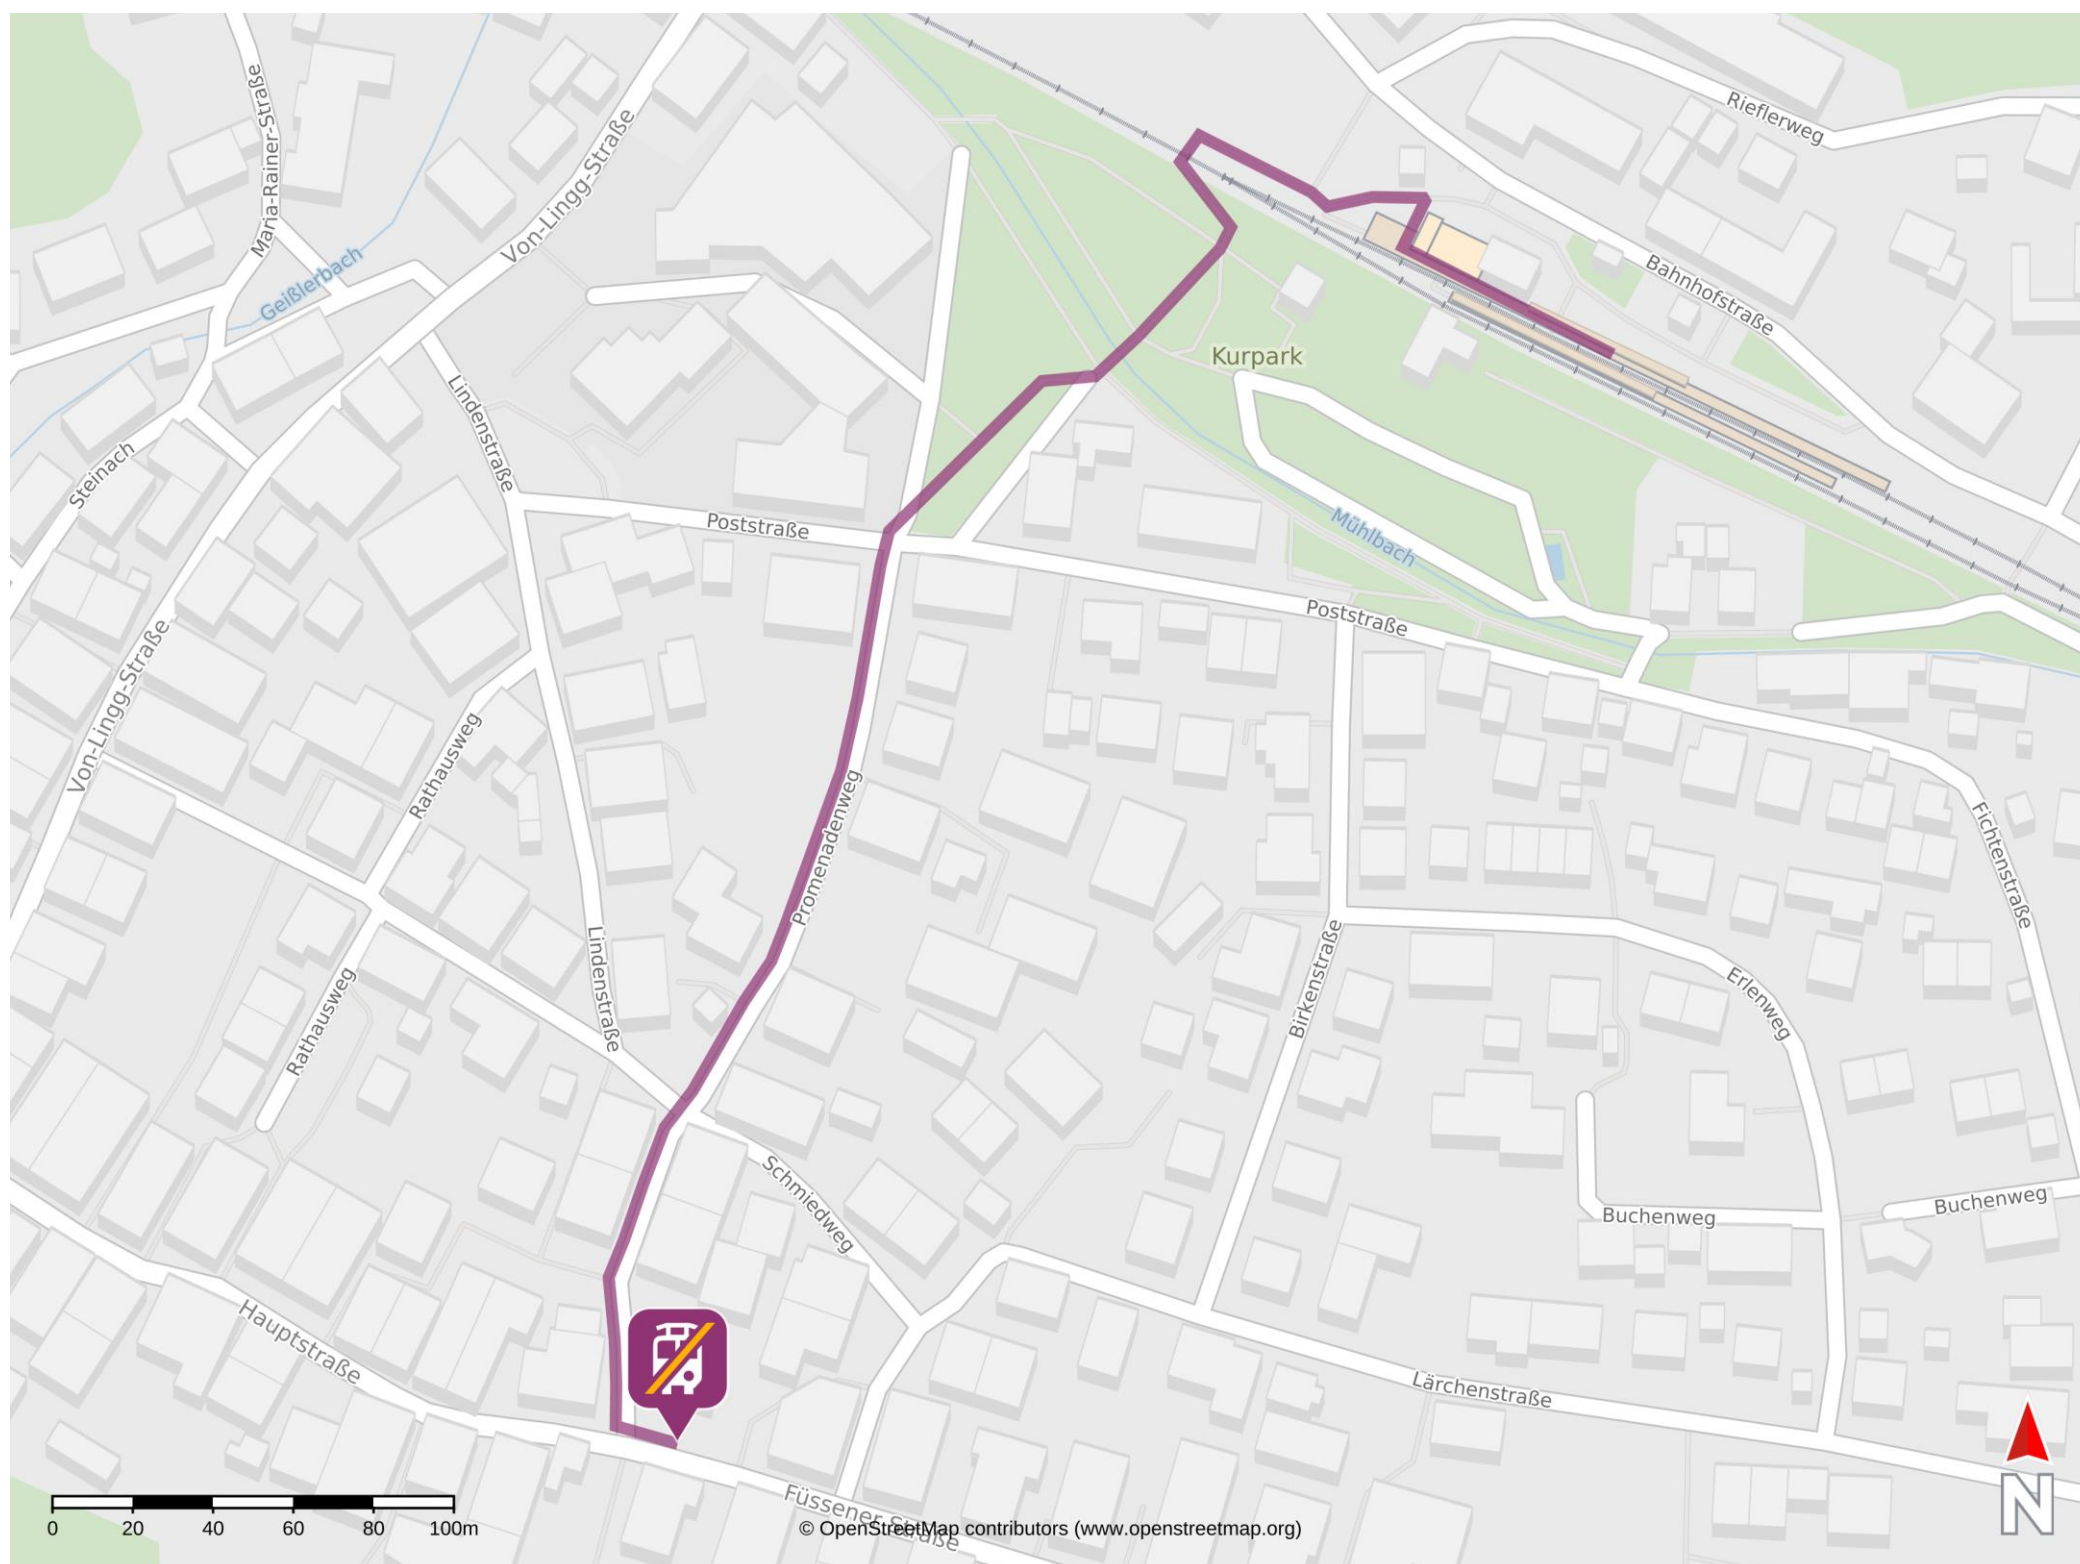 Rieflerweg
Maria-Rainer-Straße
Von-Lingg-Straße
Geißlerbach
Bahnhofstraße
Kurpark
Lindenstraße
Steinach
Poststraße
Mühlbach
Poststraße
Von-Lingg-Straße
Rathausweg
Promenadenweg
Fichtenstraße
Lindenstraße
Birkenstraße
Erlenweg
Rathausweg
Schmiedweg
Buchenweg
Buchenweg
Hauptstraße
Lärchenstraße
Füssener Straße
N
0 20 40 60 80 100m
© OpenStreetMap contributors (www.openstreetmap.org)